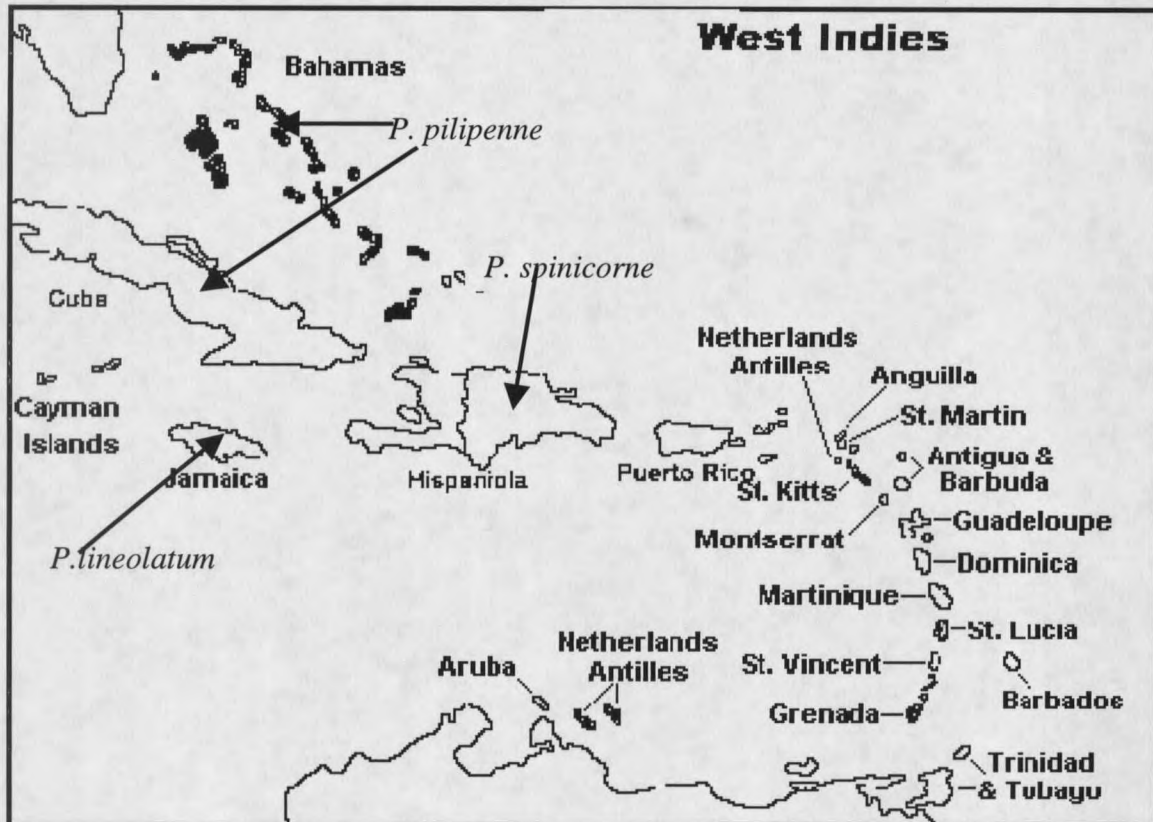 West Indies
Bahamas
P. pilipenne
P. spinicorne
Cuba
Netherlands
Antilles
Anguilla
St. Martin
Cayman
Islands
Antigua &
Barbuda
Jamaica
Hispaniola
Puerto Rico
St. Kitts
Montserrat
Guadeloupe
P.lineolatum
Dominica
Martinique
St. Lucia
Netherlands
Antilles
Aruba
St. Vincent
Barbadoe
Grenada
Trinidad
& Tubayu